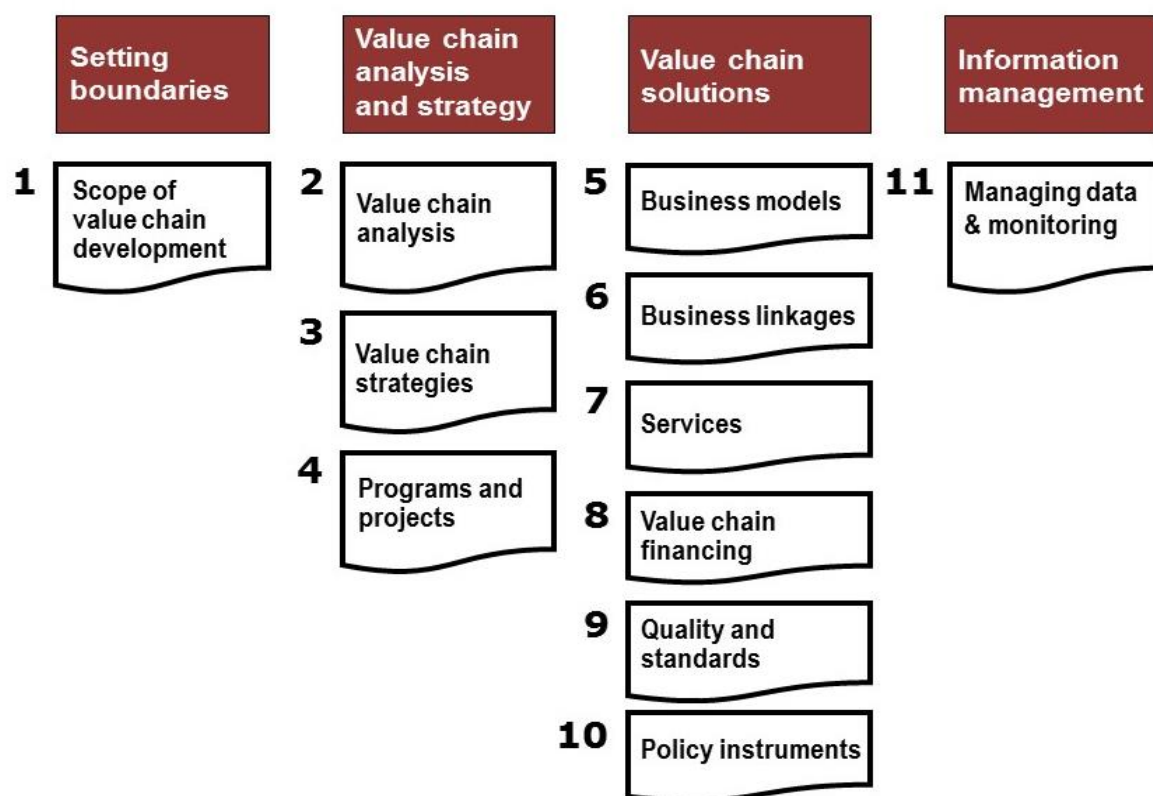 Setting
boundaries
Value chain
analysis
and strategy
Value chain
solutions
Information
management
1
Scope of
value chain
development
2
Value chain
analysis
3
Value chain
strategies
4
Programs and
projects
5
Business models
6
Business linkages
7
Services
8
Value chain
financing
9
Quality and
standards
10
Policy instruments
11
Managing data
& monitoring